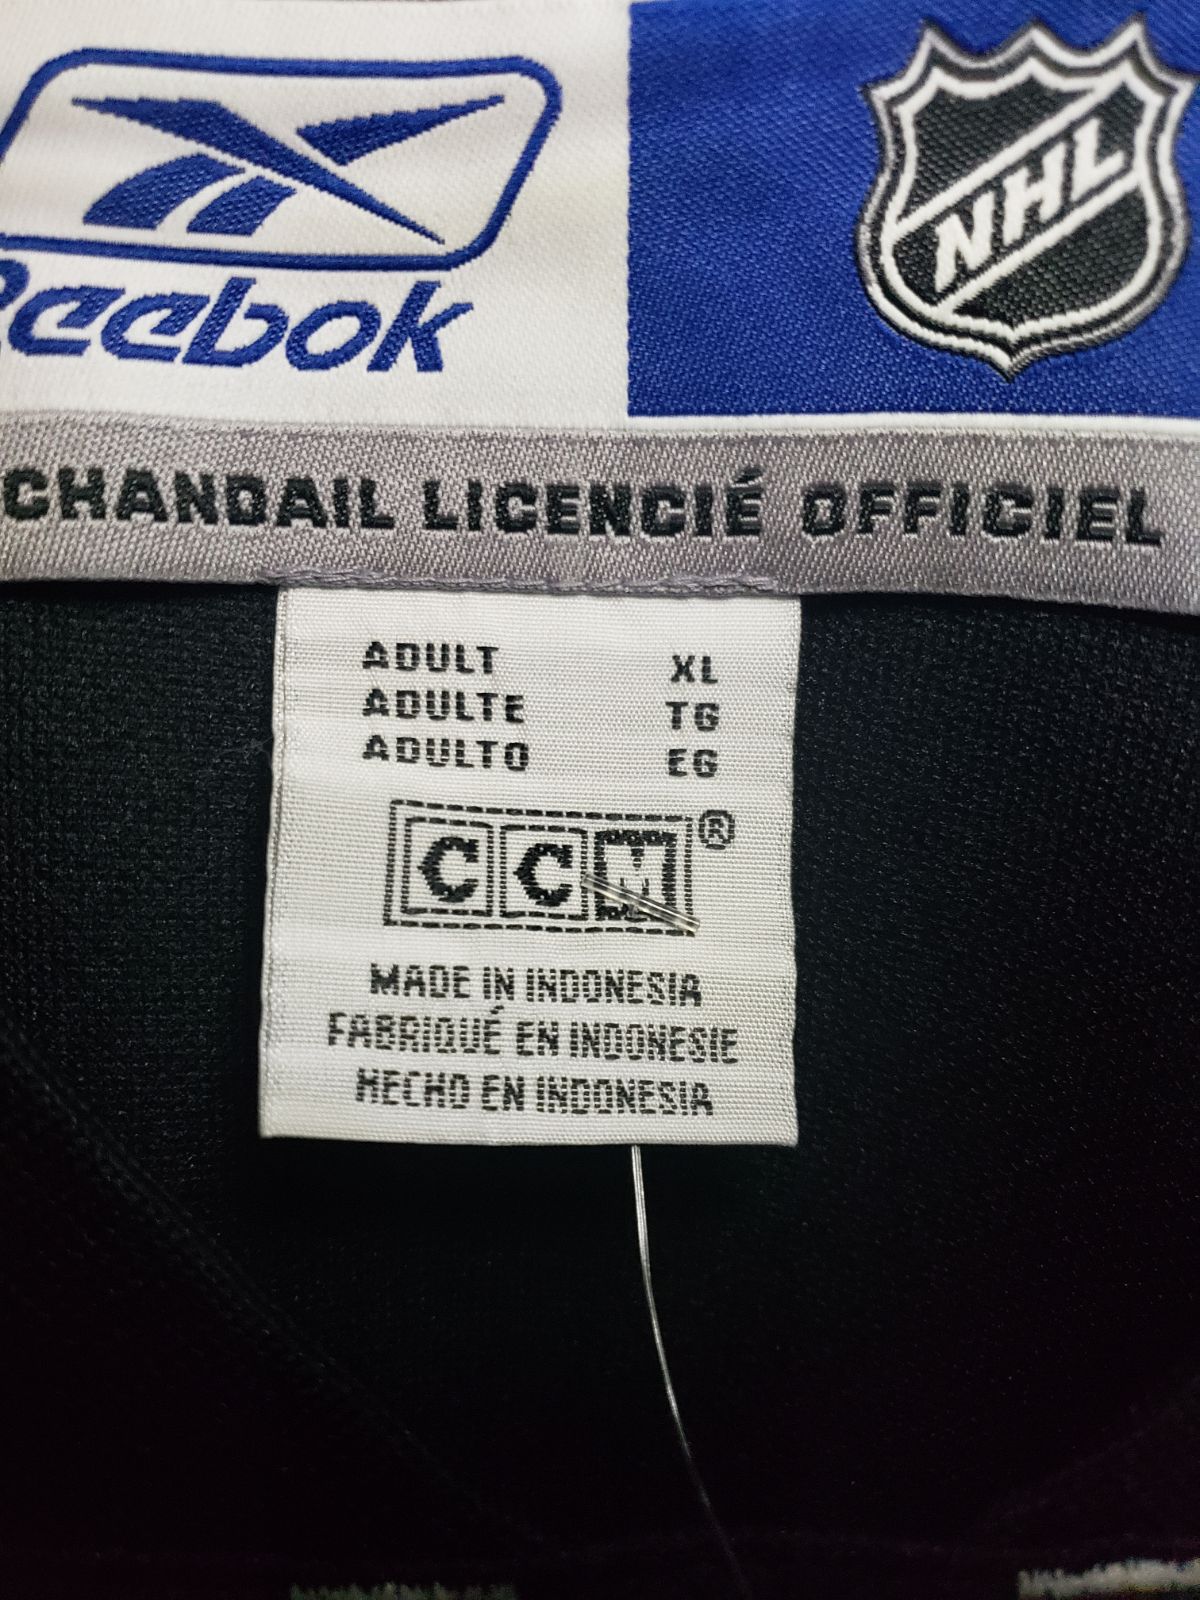 Reebok
NHL
CHANDAIL LICENCIÉ OFFICIEL
ADULT XL
ADULTE TG
ADULTO EG
CCM®
MADE IN INDONESIA
FABRIQUÉ EN INDONESIE
HECHO EN INDONESIA